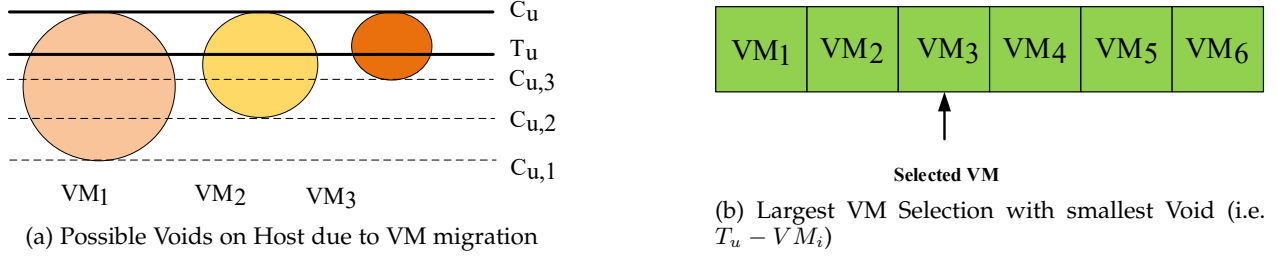 Cu
Tu
Cu,3
Cu,2
Cu,1
VM1 VM2 VM3
(a) Possible Voids on Host due to VM migration
VM1 VM2 VM3 VM4 VM5 VM6
Selected VM
(b) Largest VM Selection with smallest Void (i.e.
Tu − VMi)